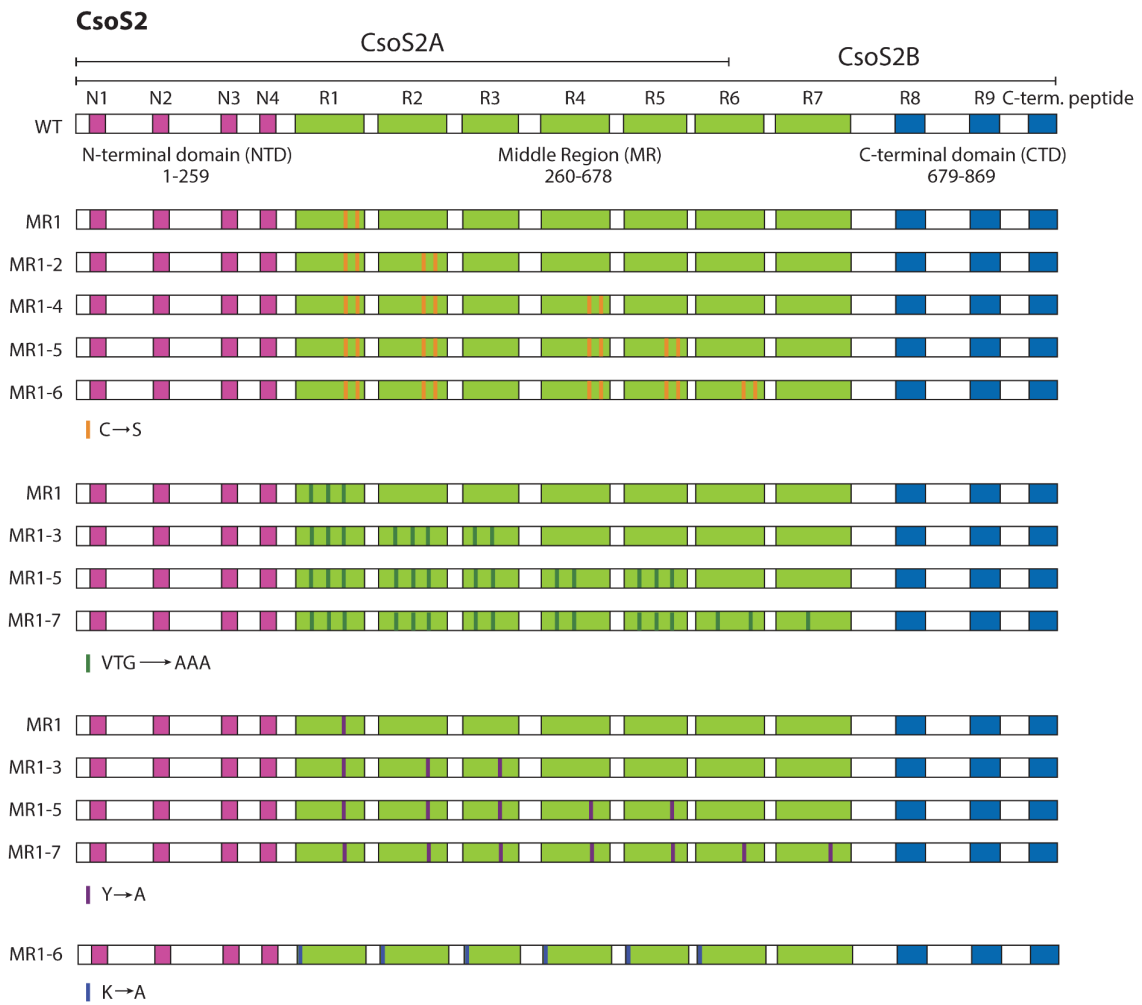 CsoS2
CsoS2A
CsoS2B
N1 N2 N3 N4 R1 R2 R3 R4 R5 R6 R7 R8 R9 C-term. peptide
WT
N-terminal domain (NTD) Middle Region (MR) C-terminal domain (CTD)
1-259 260-678 679-869
MR1
MR1-2
MR1-4
MR1-5
MR1-6
C→S
MR1
MR1-3
MR1-5
MR1-7
VTG→AAA
MR1
MR1-3
MR1-5
MR1-7
Y→A
MR1-6
K→A